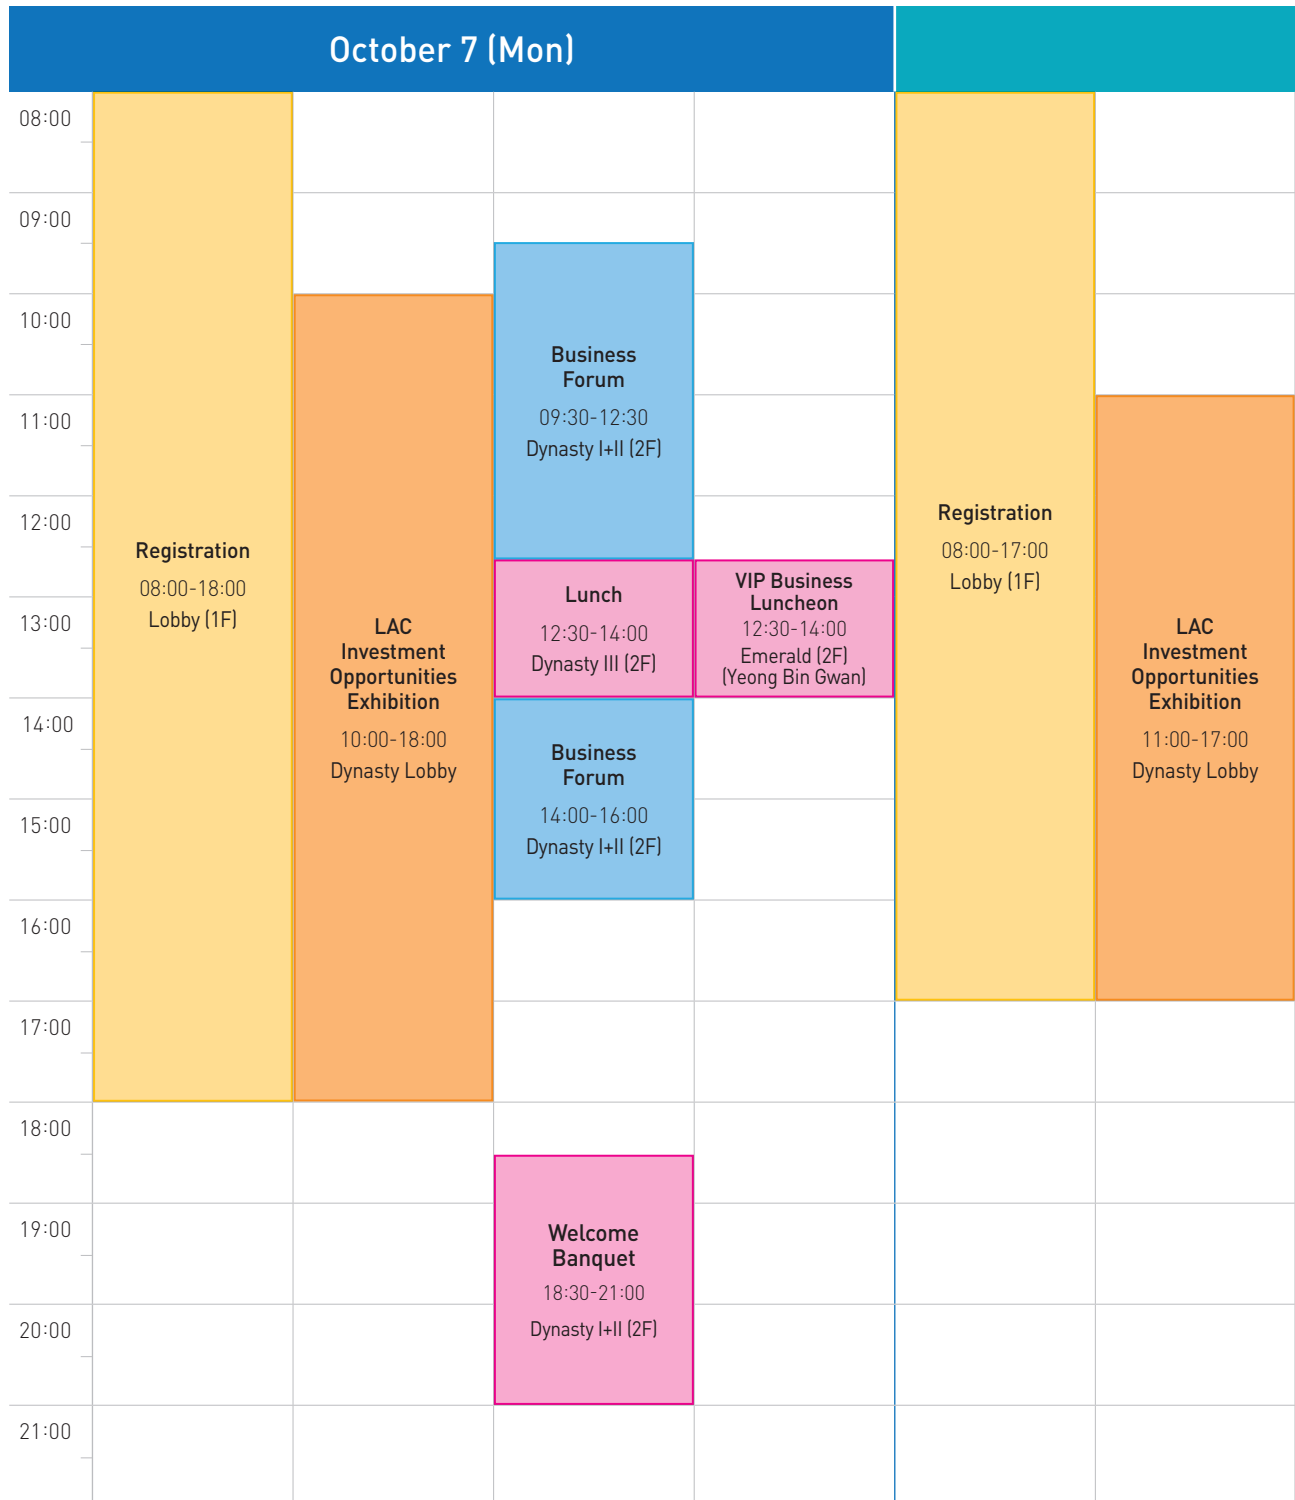 October 7 (Mon)
08:00
09:00
10:00
11:00
12:00
13:00
14:00
15:00
16:00
17:00
18:00
19:00
20:00
21:00
Registration
08:00-18:00
Lobby (1F)
LAC
Investment
Opportunities
Exhibition
10:00-18:00
Dynasty Lobby
Business
Forum
09:30-12:30
Dynasty I+II (2F)
Lunch
12:30-14:00
Dynasty III (2F)
Business
Forum
14:00-16:00
Dynasty I+II (2F)
Welcome
Banquet
18:30-21:00
Dynasty I+II (2F)
VIP Business
Luncheon
12:30-14:00
Emerald (2F)
(Yeong Bin Gwan)
Registration
08:00-17:00
Lobby (1F)
LAC
Investment
Opportunities
Exhibition
11:00-17:00
Dynasty Lobby